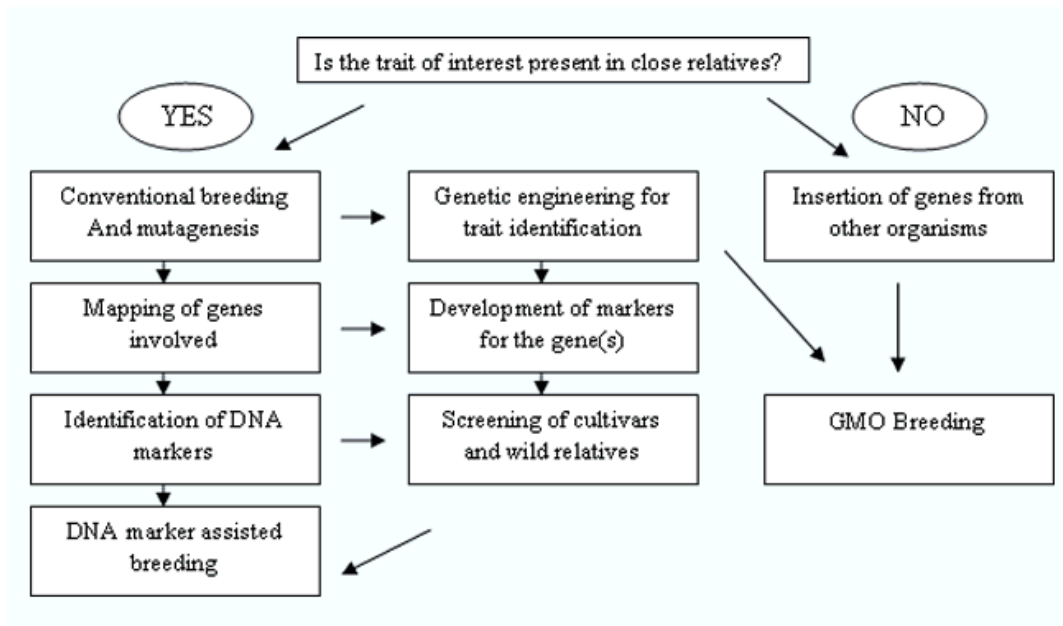 Is the trait of interest present in close relatives?
YES
NO
Conventional breeding
And mutagenesis
Genetic engineering for
trait identification
Insertion of genes from
other organisms
Mapping of genes
involved
Development of markers
for the gene(s)
Identification of DNA
markers
Screening of cultivars
and wild relatives
GMO Breeding
DNA marker assisted
breeding